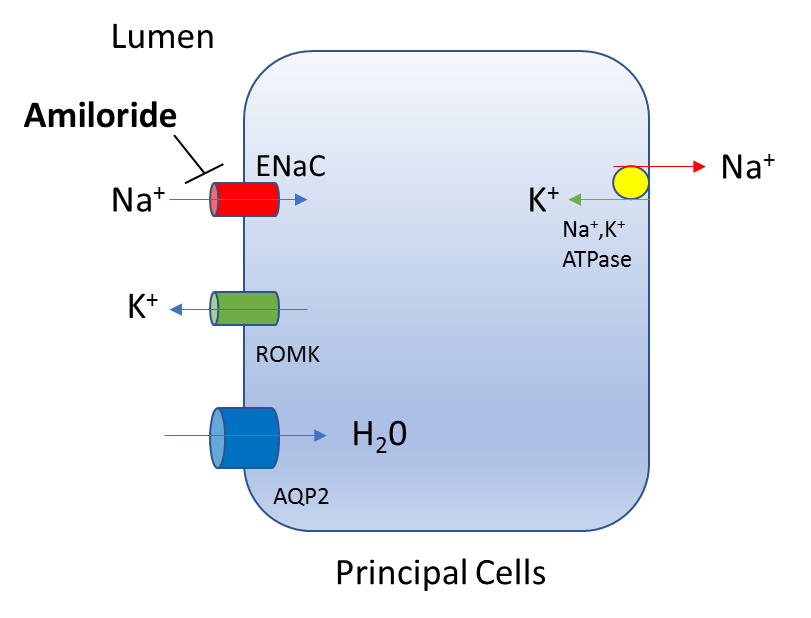 Lumen
Amiloride
ENaC
Na⁺
Na⁺
K⁺
Na⁺,K⁺
ATPase
K⁺
ROMK
H₂0
AQP2
Principal Cells